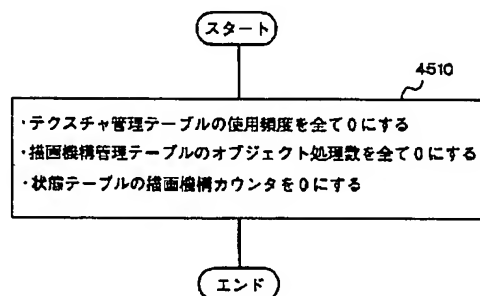 スタート
4510
・テクスチャ管理テーブルの使用頻度を全て0にする
・描画機構管理テーブルのオブジェクト処理数を全て0にする
・状態テーブルの描画機構カウンタを0にする
エンド